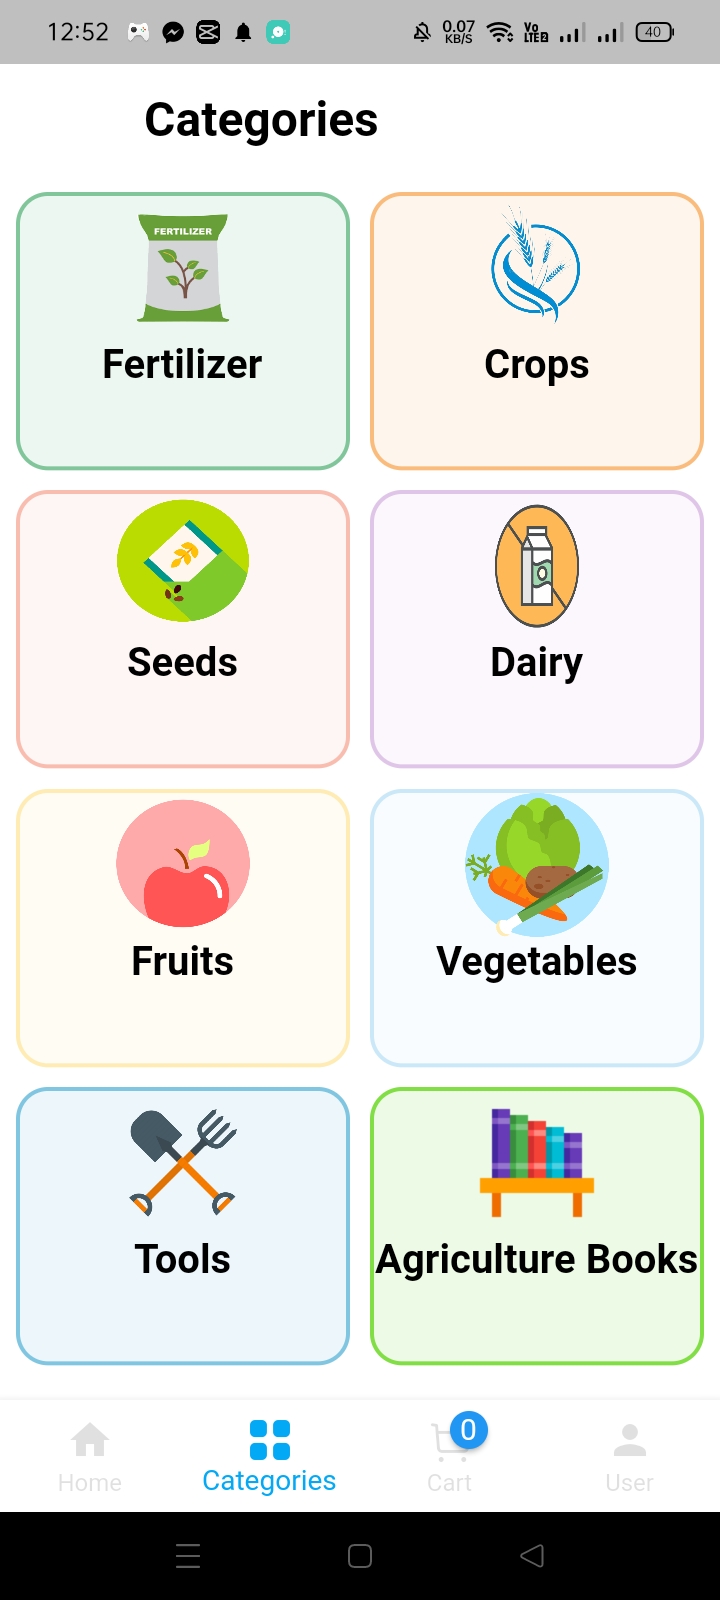 12:52 0.07 KB/S Vo LTE2 40
Categories
FERTILIZER
Fertilizer
Crops
Seeds
Dairy
Fruits
Vegetables
Tools
Agriculture Books
0
Home Categories Cart User